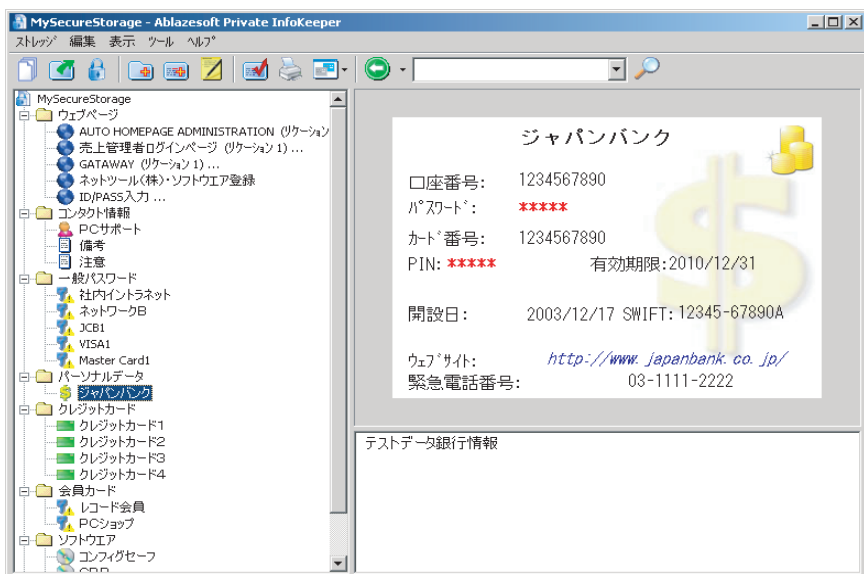 MySecureStorage - Ablazesoft Private InfoKeeper
ストレッジ 編集 表示 ツール ヘルプ
MySecureStorage
ウェブページ
AUTO HOMEPAGE ADMINISTRATION (リケーション
売上管理者ログインページ (リケーション 1) ...
GATAWAY (リケーション 1) ...
ネットツール(株)・ソフトウエア登録
ID/PASS入力 ...
コンタクト情報
PCサポート
備考
注意
一般パスワード
社内イントラネット
ネットワークB
JCB1
VISA1
Master Card1
パーソナルデータ
ジャパンバンク
クレジットカード
クレジットカード1
クレジットカード2
クレジットカード3
クレジットカード4
会員カード
レコード会員
PCショップ
ソフトウエア
コンフィグセーフ
ジャパンバンク
口座番号: 1234567890
パスワード: *****
カード番号: 1234567890
PIN: ***** 有効期限:2010/12/31
開設日: 2003/12/17 SWIFT: 12345-67890A
ウェブサイト: http://www.japanbank.co.jp/
緊急電話番号: 03-1111-2222
テストデータ銀行情報